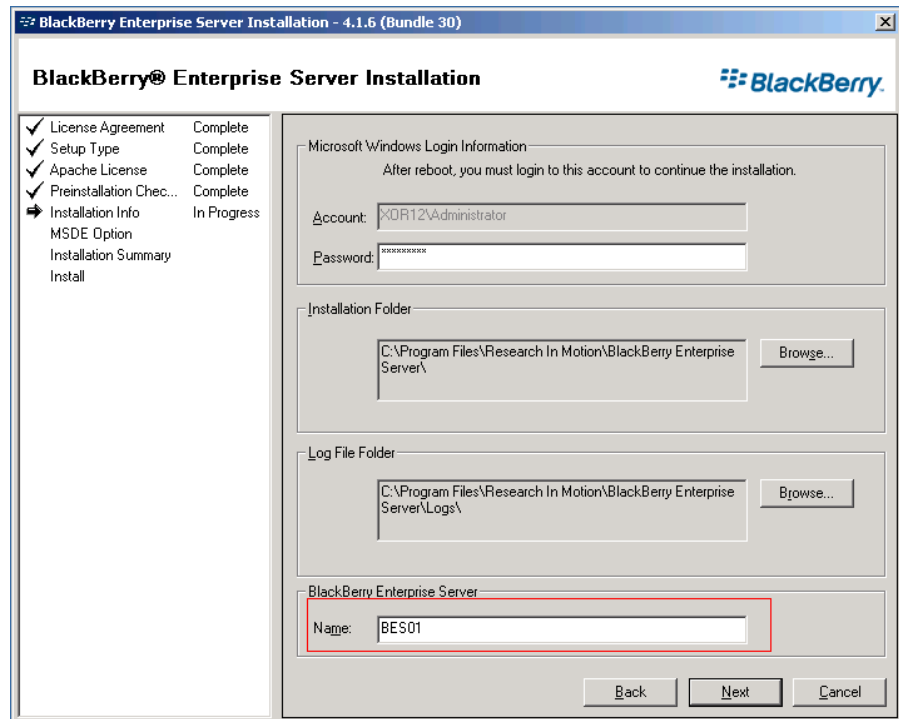 BlackBerry Enterprise Server Installation - 4.1.6 (Bundle 30)
BlackBerry® Enterprise Server Installation
BlackBerry.
License Agreement Complete
Setup Type Complete
Apache License Complete
Preinstallation Chec... Complete
Installation Info In Progress
MSDE Option
Installation Summary
Install
Microsoft Windows Login Information
After reboot, you must login to this account to continue the installation.
Account: XOR12\Administrator
Password: *********
Installation Folder
C:\Program Files\Research In Motion\BlackBerry Enterprise
Server\
Browse...
Log File Folder
C:\Program Files\Research In Motion\BlackBerry Enterprise
Server\Logs\
Browse...
BlackBerry Enterprise Server
Name: BES01
Back Next Cancel